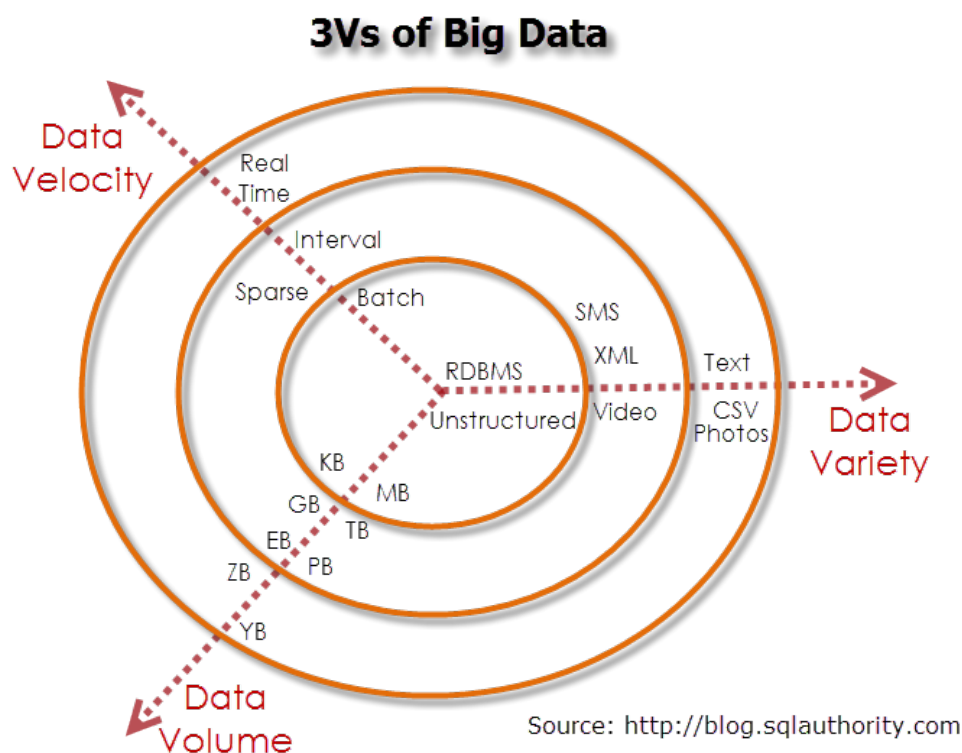 3Vs of Big Data
Data
Velocity
Real
Time
Interval
Sparse
Batch
SMS
XML
RDBMS
Text
Unstructured
Video
CSV
Photos
Data
Variety
KB
MB
GB
TB
EB
PB
ZB
YB
Data
Volume
Source: http://blog.sqlauthority.com